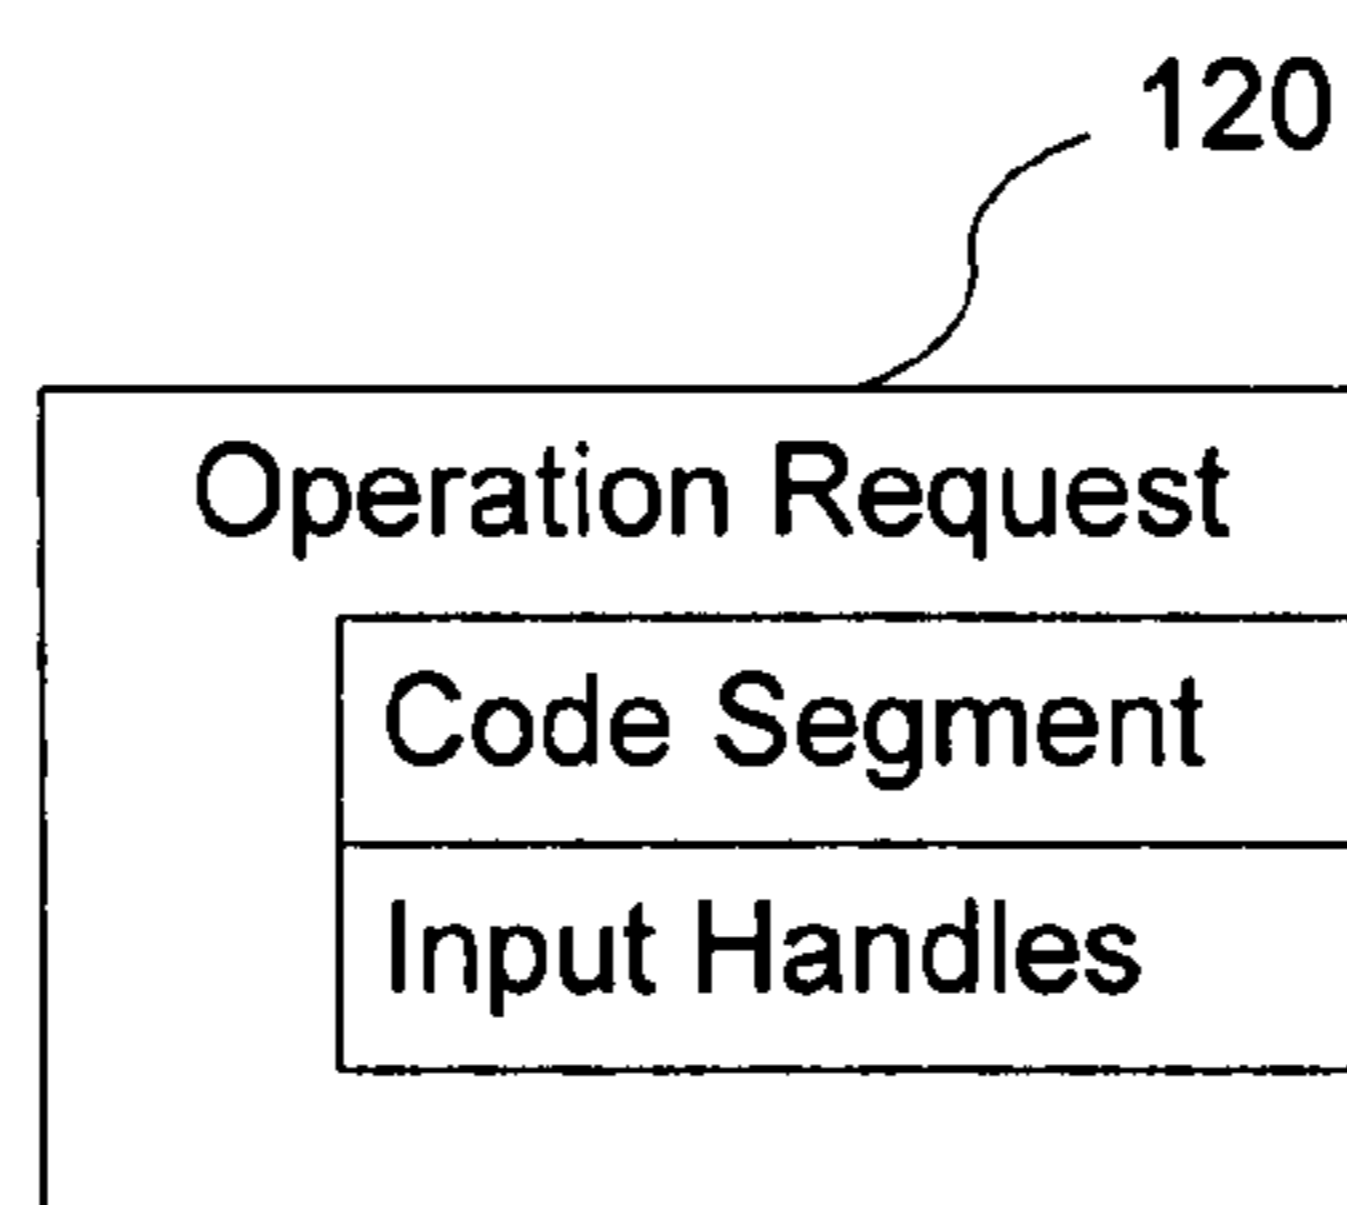 120
Operation Request
Code Segment
Input Handles